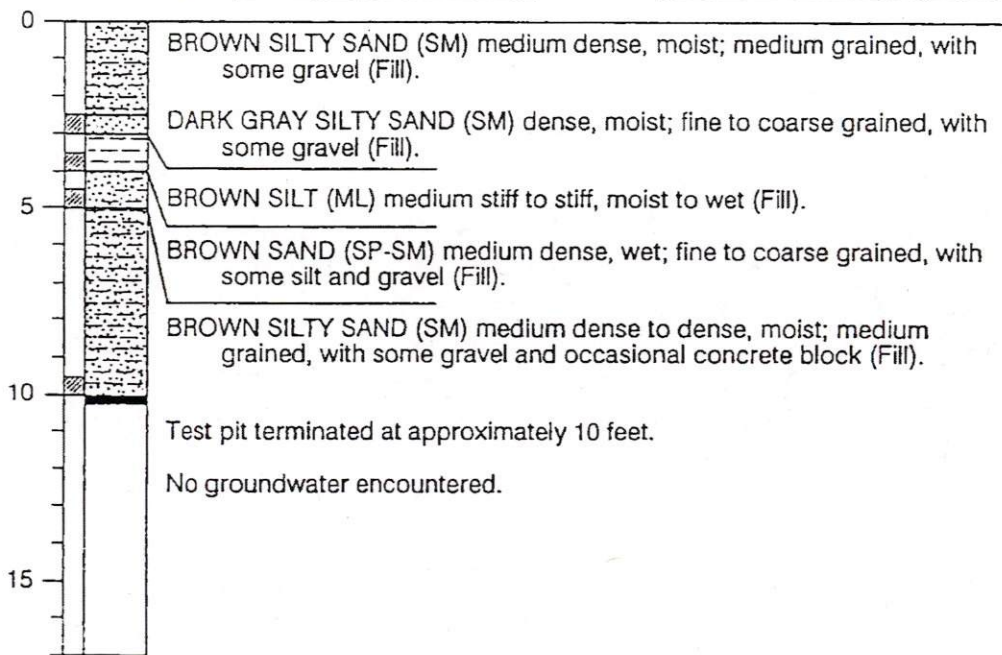 0
BROWN SILTY SAND (SM) medium dense, moist; medium grained, with
some gravel (Fill).
DARK GRAY SILTY SAND (SM) dense, moist; fine to coarse grained, with
some gravel (Fill).
BROWN SILT (ML) medium stiff to stiff, moist to wet (Fill).
5
BROWN SAND (SP-SM) medium dense, wet; fine to coarse grained, with
some silt and gravel (Fill).
BROWN SILTY SAND (SM) medium dense to dense, moist; medium
grained, with some gravel and occasional concrete block (Fill).
10
Test pit terminated at approximately 10 feet.
No groundwater encountered.
15